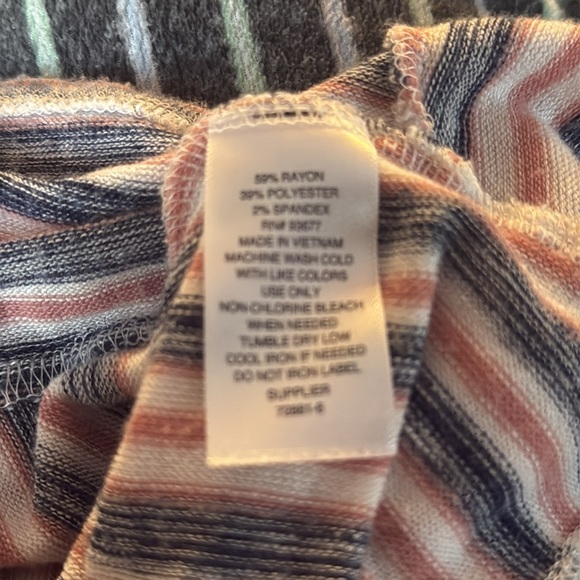 59% RAYON
39% POLYESTER
2% SPANDEX
RN# 93677
MADE IN VIETNAM
MACHINE WASH COLD
WITH LIKE COLORS
USE ONLY
NON-CHLORINE BLEACH
WHEN NEEDED
TUMBLE DRY LOW
COOL IRON IF NEEDED
DO NOT IRON LABEL
SUPPLIER